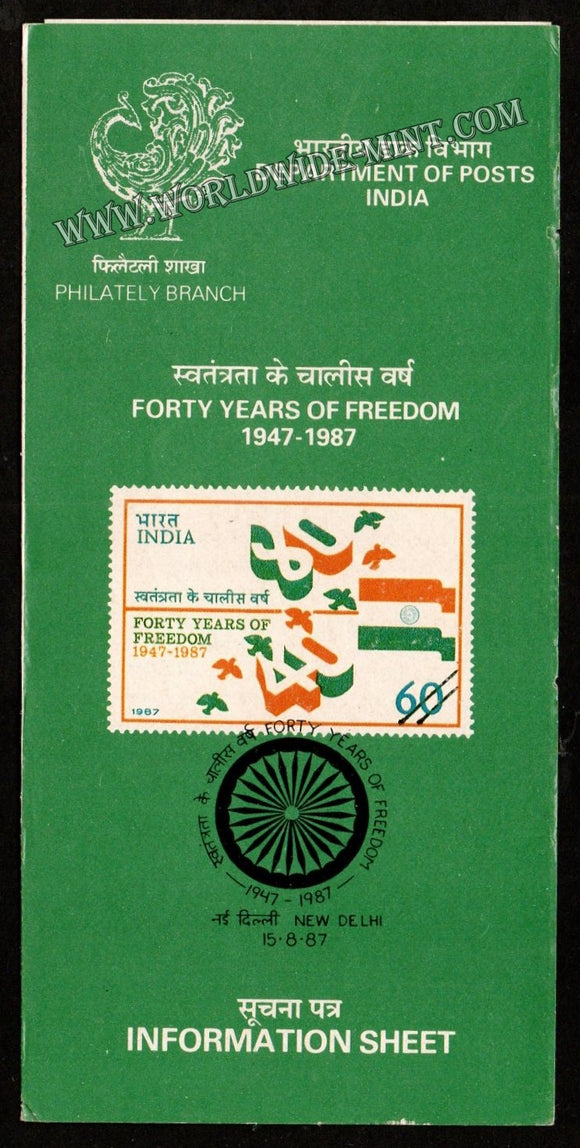 WWW.WORLDWIDE-MINT.COM
भारतीय डाक विभाग
DEPARTMENT OF POSTS
INDIA
फिलैटली शाखा
PHILATELY BRANCH
स्वतंत्रता के चालीस वर्ष
FORTY YEARS OF FREEDOM
1947-1987
भारत
INDIA
स्वतंत्रता के चालीस वर्ष
FORTY YEARS OF
FREEDOM
1947-1987
४०
40
60
1987
स्वतंत्रता के चालीस वर्ष FORTY YEARS OF FREEDOM
1947-1987
नई दिल्ली NEW DELHI
15·8·87
सूचना पत्र
INFORMATION SHEET